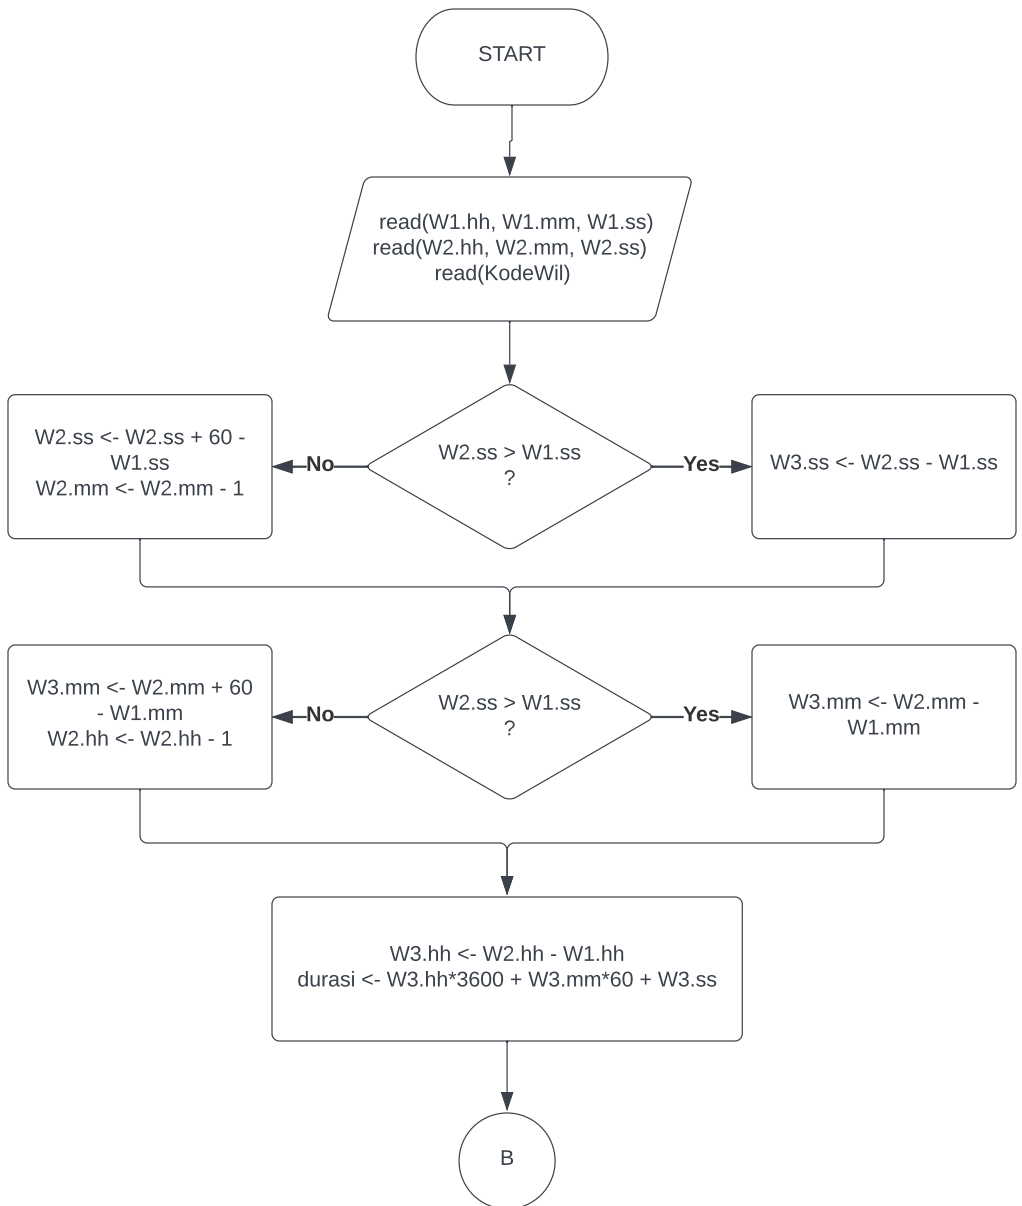 START
read(W1.hh, W1.mm, W1.ss)
read(W2.hh, W2.mm, W2.ss)
read(KodeWil)
W2.ss > W1.ss
?
No
W2.ss <- W2.ss + 60 -
W1.ss
W2.mm <- W2.mm - 1
Yes
W3.ss <- W2.ss - W1.ss
W2.ss > W1.ss
?
No
W3.mm <- W2.mm + 60
- W1.mm
W2.hh <- W2.hh - 1
Yes
W3.mm <- W2.mm -
W1.mm
W3.hh <- W2.hh - W1.hh
durasi <- W3.hh*3600 + W3.mm*60 + W3.ss
B